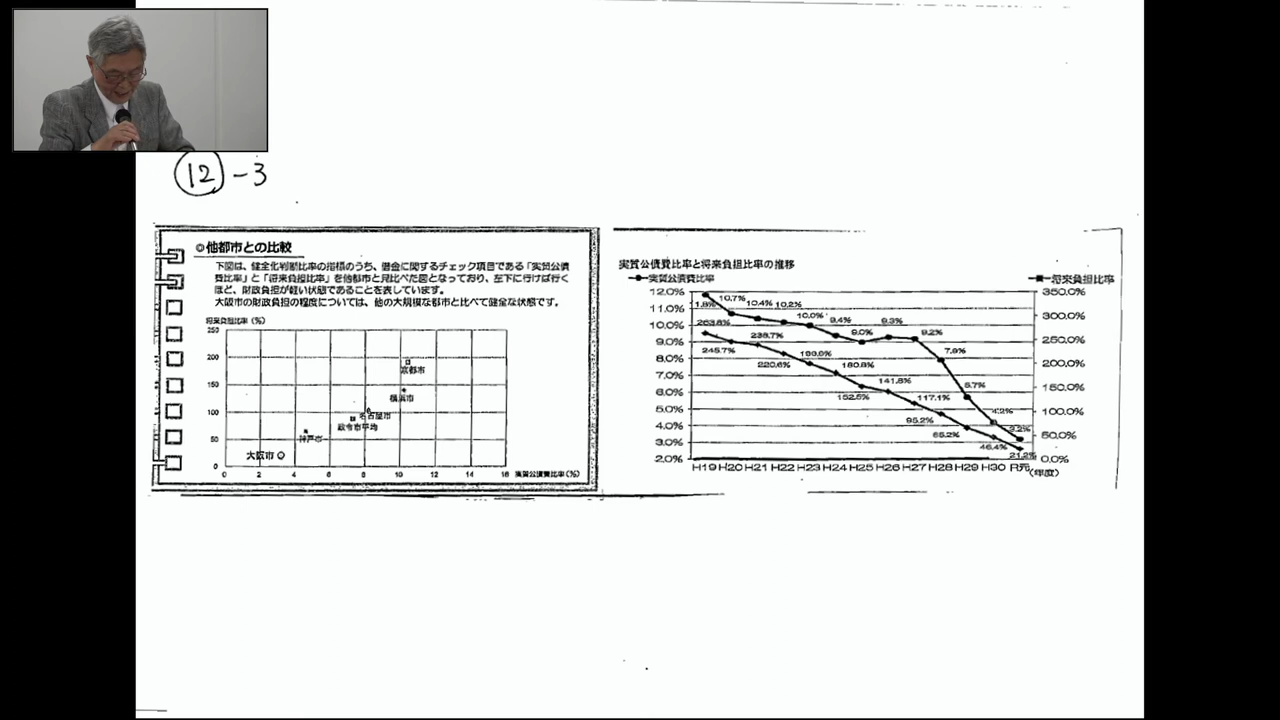 ⑫-3
◎他都市との比較
下図は、健全化判断比率の指標のうち、借金に関するチェック項目である「実質公債
費比率」と「将来負担比率」を他都市と見比べた図となっており、左下に行けば行く
ほど、財政負担が軽い状態であることを表しています。
大阪市の財政負担の程度については、他の大規模な都市と比べて健全な状態です。
将来負担比率(%)
250
200
150
100
50
0
京都市
横浜市
名古屋市
政令市平均
神戸市
大阪市
0 2 4 6 8 10 実質公債費比率(%)
実質公債費比率と将来負担比率の推移
実質公債費比率
将来負担比率
12.0%
11.0%
10.0%
9.0%
8.0%
7.0%
6.0%
5.0%
4.0%
3.0%
2.0%
350.0%
300.0%
250.0%
200.0%
150.0%
100.0%
50.0%
0.0%
1.8% 10.7% 10.4% 10.2% 10.0% 9.4% 9.0% 9.3% 9.2% 7.9% 5.7% 4.2% 3.2%
263.8% 245.7% 238.7% 220.6% 199.0% 180.8% 152.5% 141.8% 117.1% 95.2% 65.2% 46.4% 21.2%
H19 H20 H21 H22 H23 H24 H25 H26 H27 H28 H29 H30 R元
(年度)